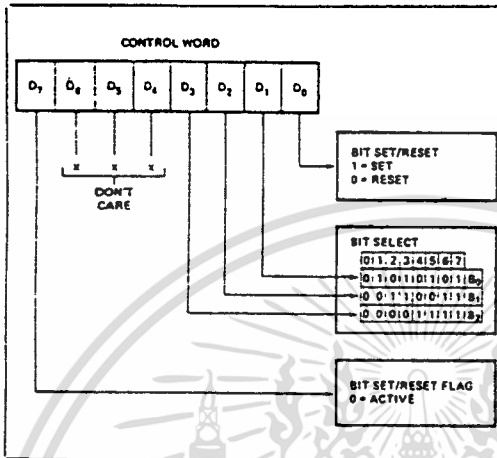 CONTROL WORD
D7 D6 D5 D4 D3 D2 D1 D0
X X X
DON'T
CARE
BIT SET/RESET
1 = SET
0 = RESET
BIT SELECT
0 1 2 3 4 5 6 7
0 1 0 1 0 1 0 1 B0
0 0 1 1 0 0 1 1 B1
0 0 0 0 1 1 1 1 B2
BIT SET/RESET FLAG
0 = ACTIVE